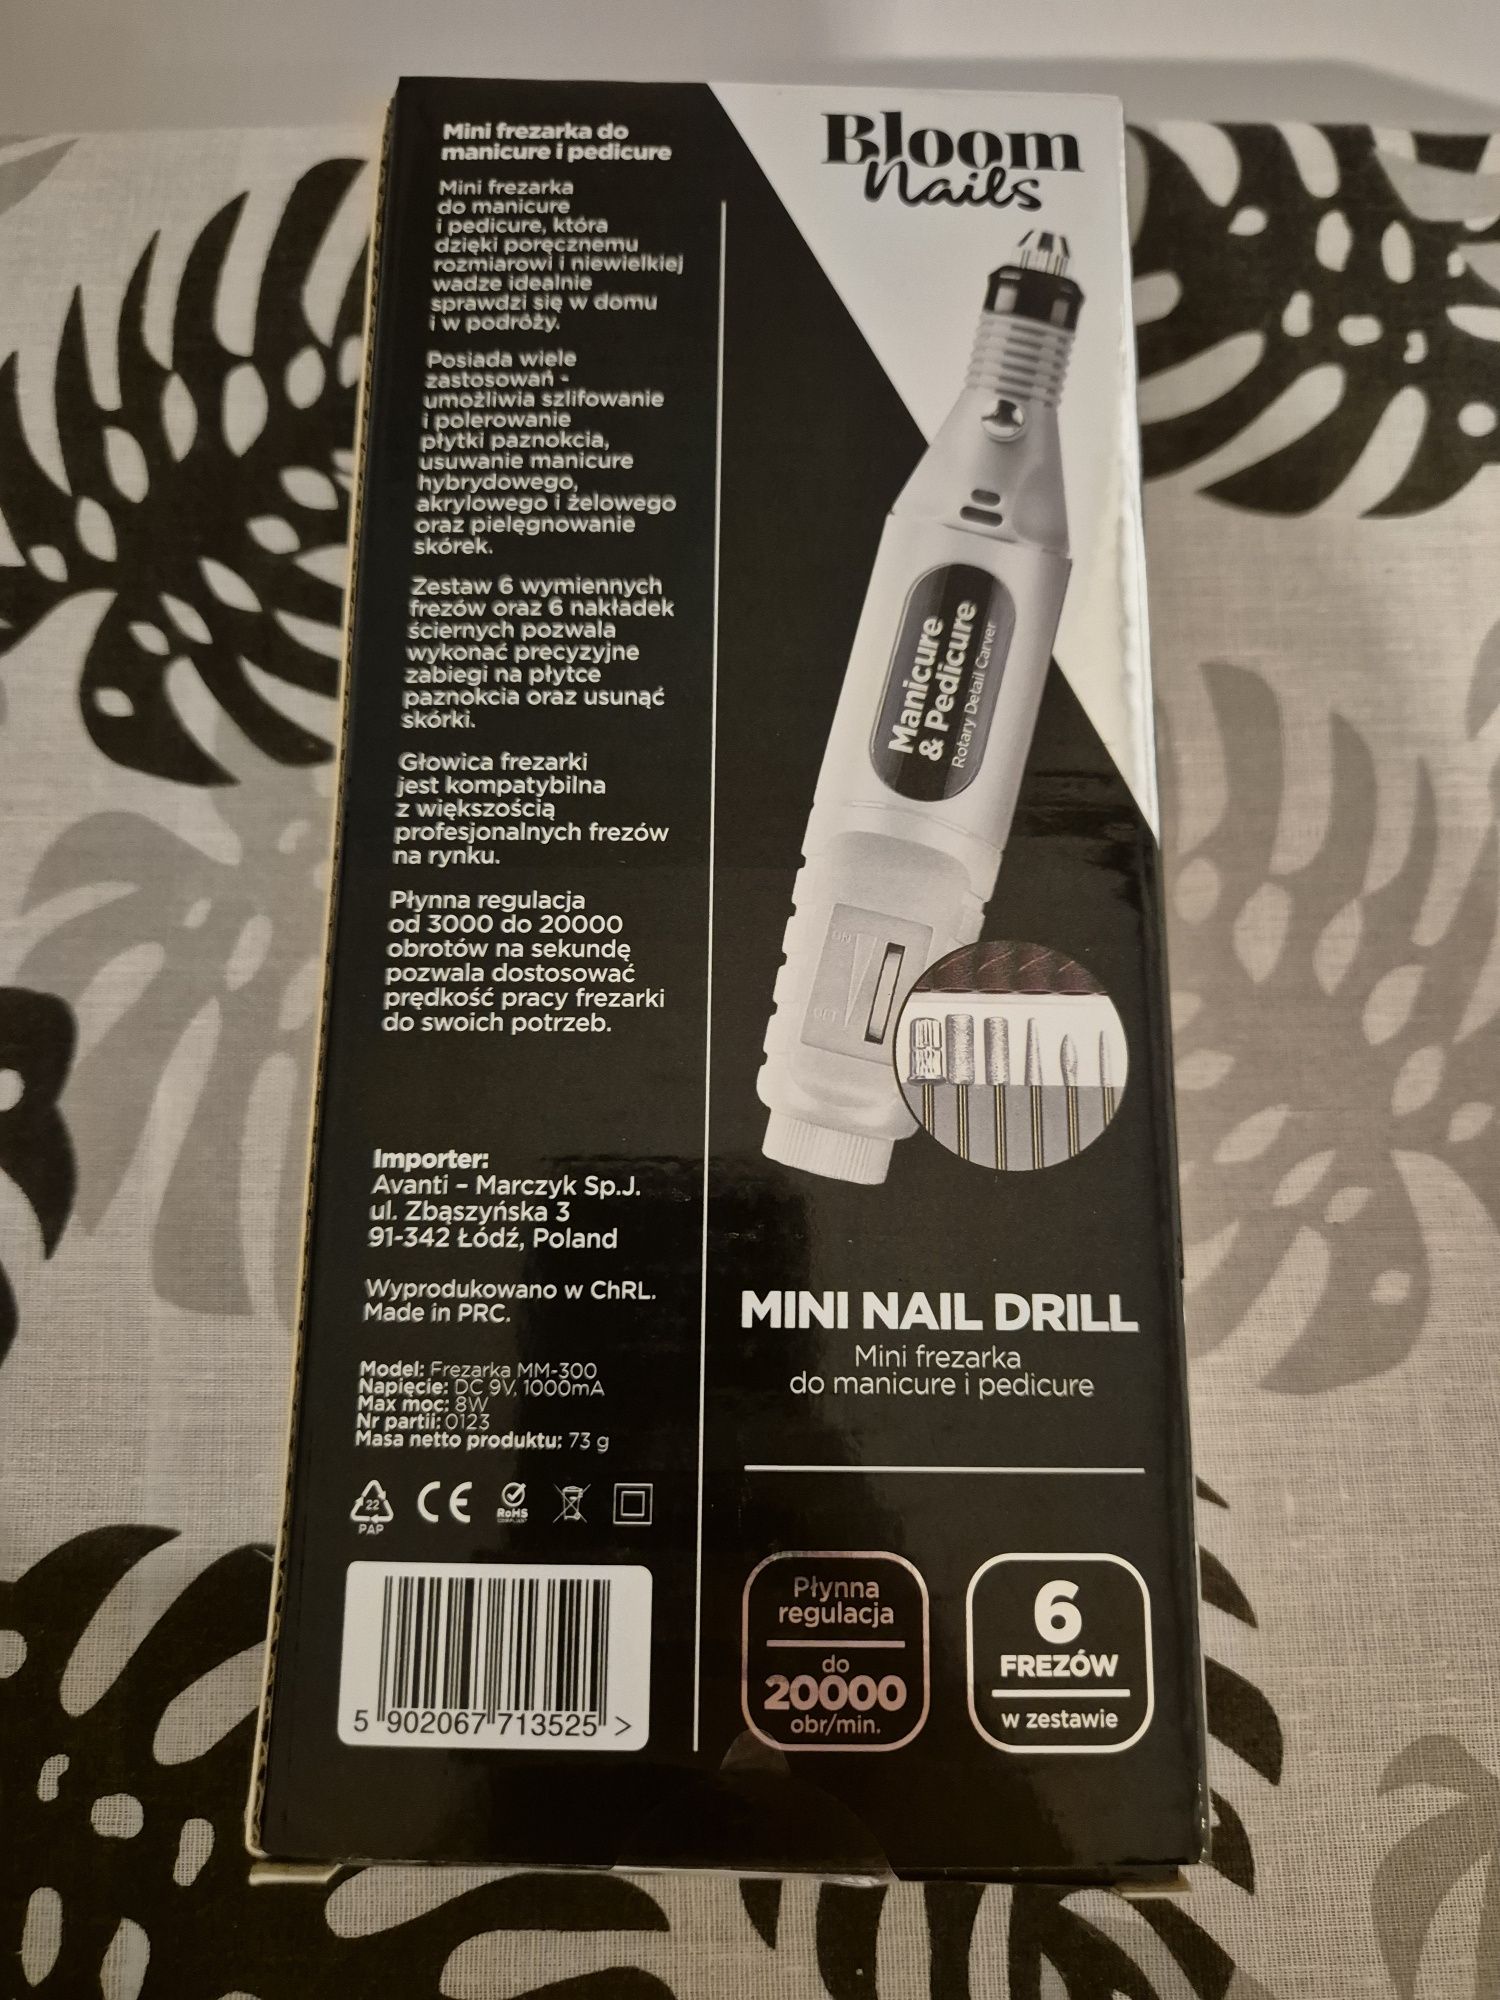 Mini frezarka do
manicure i pedicure
Mini frezarka
do manicure
i pedicure, która
dzięki poręcznemu
rozmiarowi i niewielkiej
wadze idealnie
sprawdzi się w domu
i w podróży.
Posiada wiele
zastosowań -
umożliwia szlifowanie
i polerowanie
płytki paznokcia,
usuwanie manicure
hybrydowego,
akrylowego i żelowego
oraz pielęgnowanie
skórek.
Zestaw 6 wymiennych
frezów oraz 6 nakładek
ściernych pozwala
wykonać precyzyjne
zabiegi na płytce
paznokcia oraz usunąć
skórki.
Głowica frezarki
jest kompatybilna
z większością
profesjonalnych frezów
na rynku.
Płynna regulacja
od 3000 do 20000
obrotów na sekundę
pozwala dostosować
prędkość pracy frezarki
do swoich potrzeb.
Importer:
Avanti – Marczyk Sp.J.
ul. Zbąszyńska 3
91-342 Łódź, Poland
Wyprodukowano w ChRL.
Made in PRC.
Model: Frezarka MM-300
Napięcie: DC 9V, 1000mA
Max moc: 8W
Nr partii: 0123
Masa netto produktu: 73 g
22
PAP
CE
RoHS
COMPLIANT
5 902067 713525 >
Bloom
Nails
Manicure
& Pedicure
Rotary Detail Carver
MINI NAIL DRILL
Mini frezarka
do manicure i pedicure
Płynna
regulacja
do
20000
obr/min.
6
FREZÓW
w zestawie